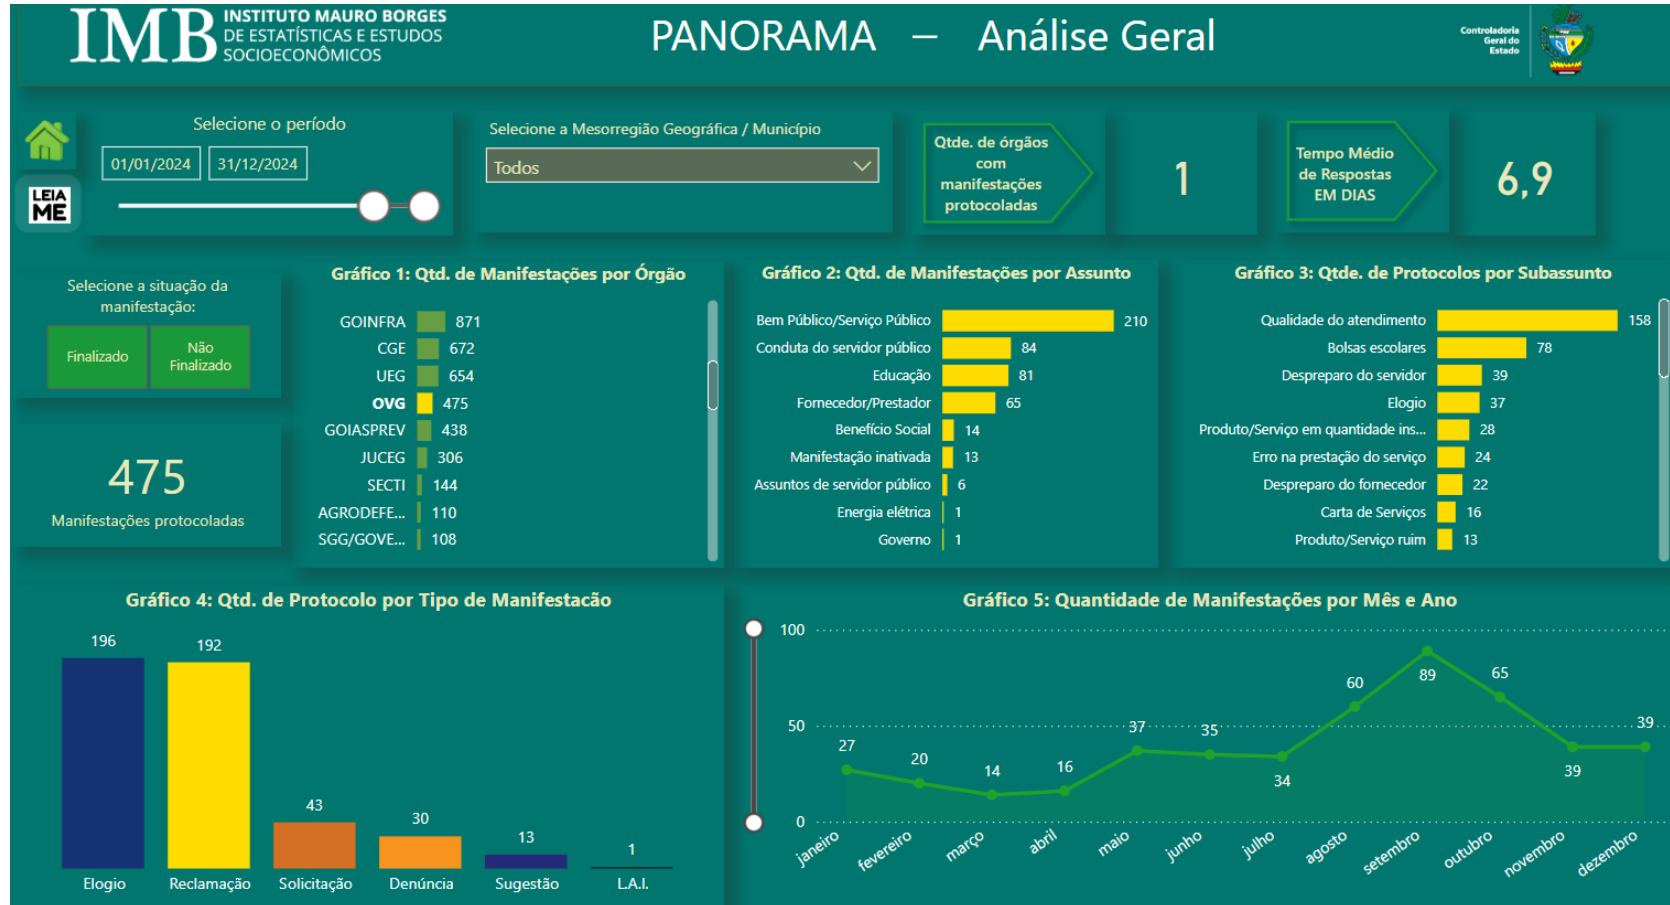 IMB INSTITUTO MAURO BORGES
DE ESTATÍSTICAS E ESTUDOS
SOCIOECONÔMICOS
PANORAMA – Análise Geral
Controladoria
Geral do
Estado
LEIA
ME
Selecione o período
01/01/2024 31/12/2024
Selecione a Mesorregião Geográfica / Município
Todos
Qtde. de órgãos
com
manifestações
protocoladas
1
Tempo Médio
de Respostas
EM DIAS
6,9
Selecione a situação da
manifestação:
Finalizado
Não
Finalizado
475
Manifestações protocoladas
Gráfico 1: Qtd. de Manifestações por Órgão
GOINFRA 871
CGE 672
UEG 654
OVG 475
GOIASPREV 438
JUCEG 306
SECTI 144
AGRODEFE... 110
SGG/GOVE... 108
Gráfico 2: Qtd. de Manifestações por Assunto
Bem Público/Serviço Público 210
Conduta do servidor público 84
Educação 81
Fornecedor/Prestador 65
Benefício Social 14
Manifestação inativada 13
Assuntos de servidor público 6
Energia elétrica 1
Governo 1
Gráfico 3: Qtde. de Protocolos por Subassunto
Qualidade do atendimento 158
Bolsas escolares 78
Despreparo do servidor 39
Elogio 37
Produto/Serviço em quantidade ins... 28
Erro na prestação do serviço 24
Despreparo do fornecedor 22
Carta de Serviços 16
Produto/Serviço ruim 13
Gráfico 4: Qtd. de Protocolo por Tipo de Manifestacão
196 192 43 30 13 1
Elogio Reclamação Solicitação Denúncia Sugestão L.A.I.
Gráfico 5: Quantidade de Manifestações por Mês e Ano
100
50
0
27 20 14 16 37 35 34 60 89 65 39 39
janeiro fevereiro março abril maio junho julho agosto setembro outubro novembro dezembro